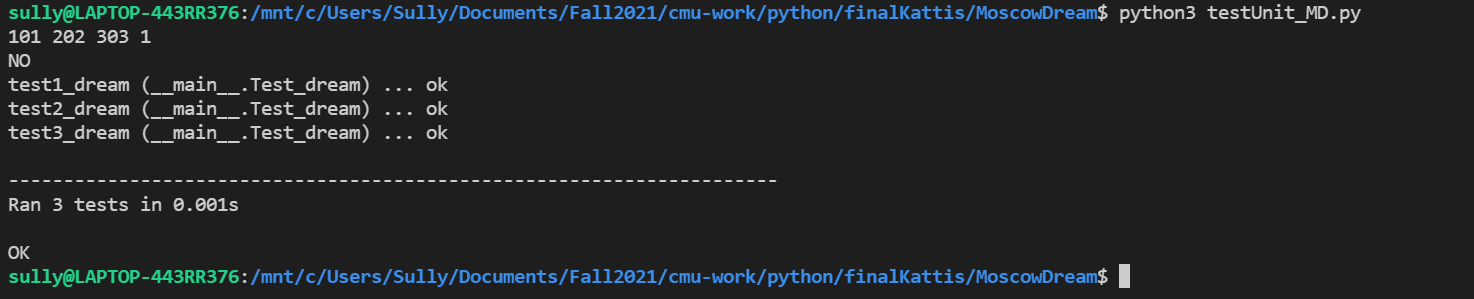 sully@LAPTOP-443RR376:/mnt/c/Users/Sully/Documents/Fall2021/cmu-work/python/finalKattis/MoscowDream$ python3 testUnit_MD.py
101 202 303 1
NO
test1_dream (__main__.Test_dream) ... ok
test2_dream (__main__.Test_dream) ... ok
test3_dream (__main__.Test_dream) ... ok
----------------------------------------------------------------------
Ran 3 tests in 0.001s
OK
sully@LAPTOP-443RR376:/mnt/c/Users/Sully/Documents/Fall2021/cmu-work/python/finalKattis/MoscowDream$